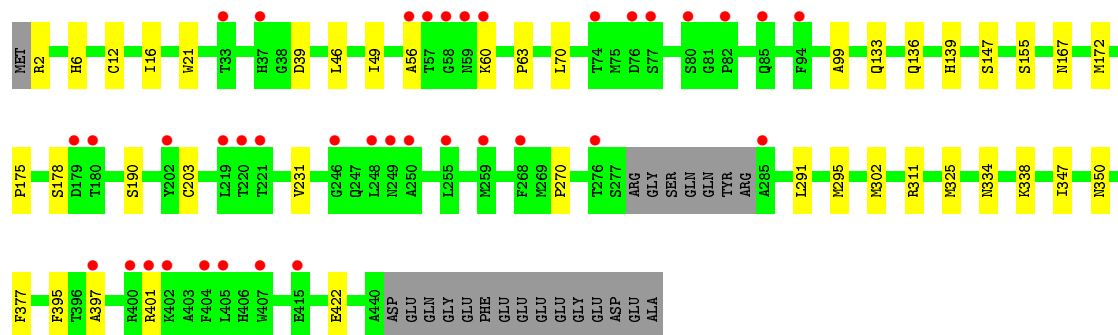 MET R2 H6 C12 I16 W21 T33 H37 G38 D39 L46 I49 A56 T57 G58 N59 K60 P63 L70 T74 M75 D76 S77 S80 G81 P82 Q85 F94 A99 Q133 Q136 H139 S147 S155 N167 M172
P175 S178 D179 T180 S190 Y202 C203 L219 T220 T221 V231 G246 Q247 L248 N249 A250 L255 M259 F268 M269 P270 T276 S277 ARG GLY SER GLN GLN TYR ARG A285 L291 M295 M302 R311 M325 N334 K338 I347 N350
F377 F395 T396 A397 R400 R401 K402 A403 F404 L405 H406 W407 E415 E422 A440 ASP GLU GLN GLY GLU PHE GLU GLU GLU GLU GLY GLU ASP GLU ALA